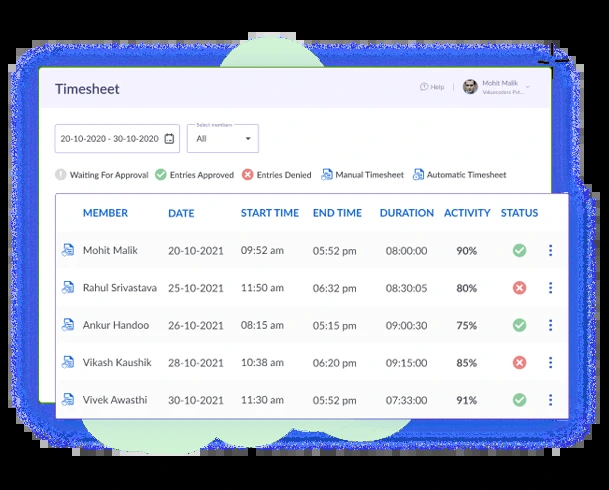 Timesheet
Help
Mohit Malik
Valuecoders Pvt...
Select members
20-10-2020 - 30-10-2020
All
Waiting For Approval Entries Approved Entries Denied Manual Timesheet Automatic Timesheet
MEMBER DATE START TIME END TIME DURATION ACTIVITY STATUS
Mohit Malik 20-10-2021 09:52 am 05:52 pm 08:00:00 90%
Rahul Srivastava 25-10-2021 11:50 am 06:32 pm 08:30:05 80%
Ankur Handoo 26-10-2021 08:15 am 05:15 pm 09:00:30 75%
Vikash Kaushik 28-10-2021 10:38 am 06:20 pm 09:15:00 85%
Vivek Awasthi 30-10-2021 11:30 am 05:52 pm 07:33:00 91%